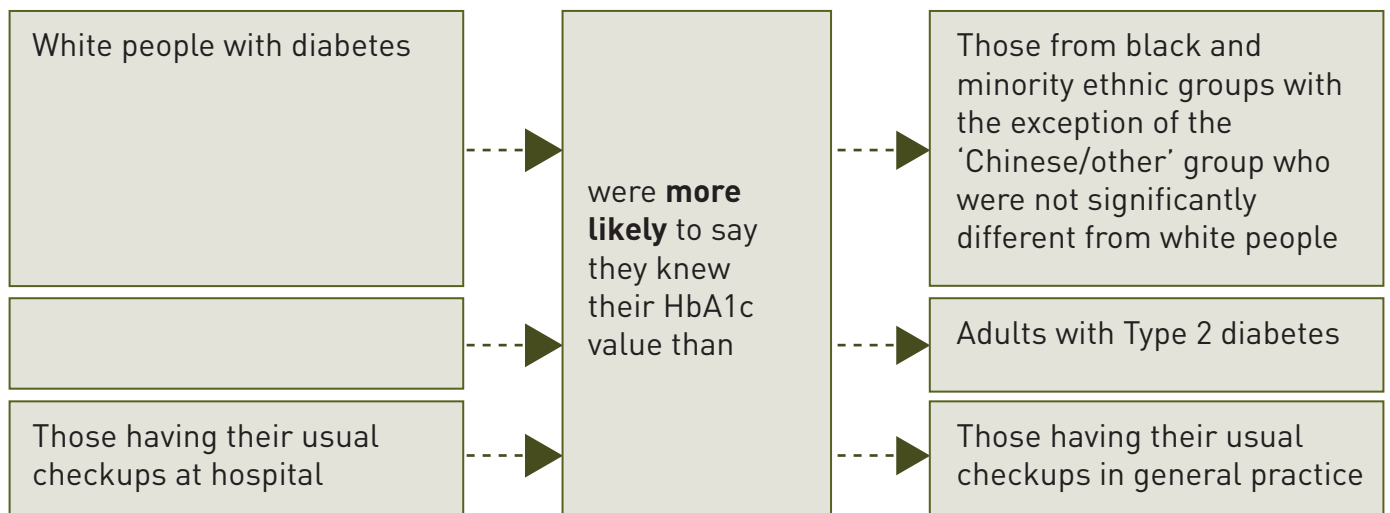 White people with diabetes
were more
likely to say
they knew
their HbA1c
value than
Those from black and
minority ethnic groups with
the exception of the
‘Chinese/other’ group who
were not significantly
different from white people
Adults with Type 2 diabetes
Those having their usual
checkups at hospital
Those having their usual
checkups in general practice